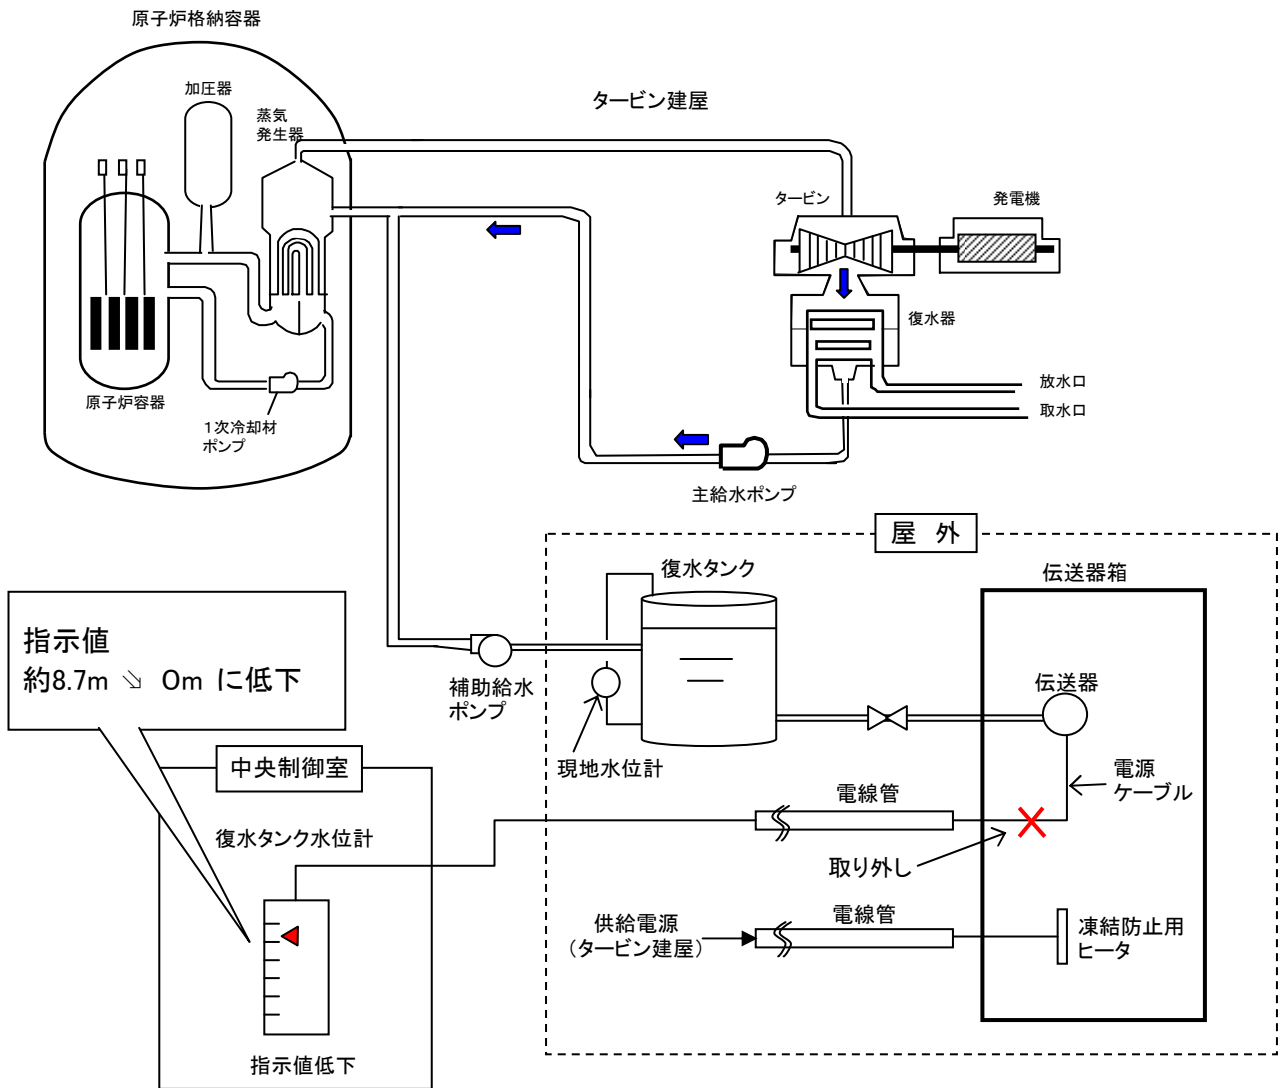 原子炉格納容器
加圧器
蒸気
発生器
タービン建屋
タービン
発電機
復水器
放水口
取水口
原子炉容器
1次冷却材
ポンプ
主給水ポンプ
屋 外
復水タンク
伝送器箱
指示値
約8.7m ⇘ 0m に低下
補助給水
ポンプ
伝送器
現地水位計
中央制御室
電線管
電源
ケーブル
復水タンク水位計
取り外し
供給電源
(タービン建屋)
電線管
凍結防止用
ヒータ
指示値低下